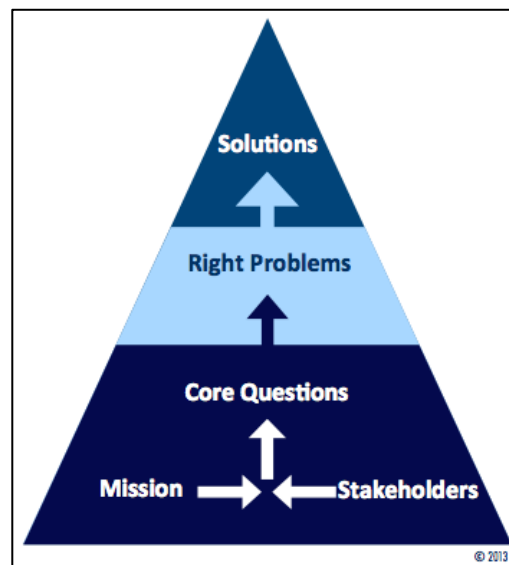 Solutions
Right Problems
Core Questions
Mission
Stakeholders
© 2013